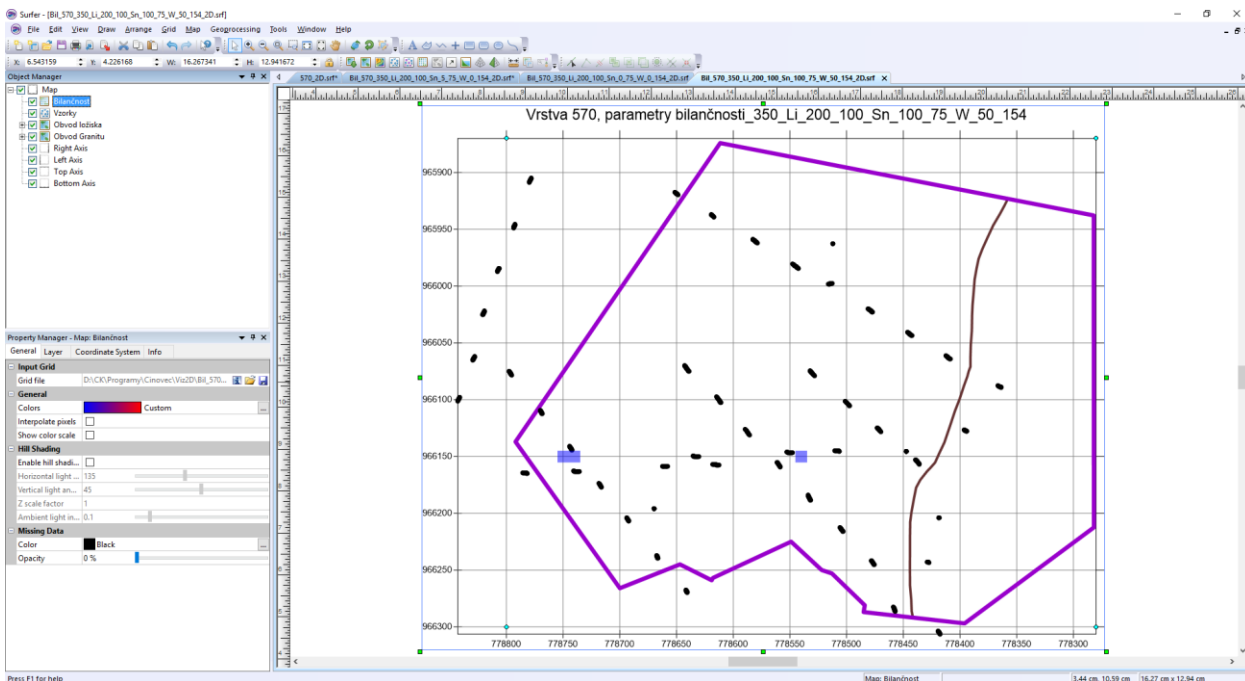 Surfer - [Bil_570_350_Li_200_100_Sn_100_75_W_50_154_2D.srf]
File Edit View Draw Arrange Grid Map Geoprocessing Tools Window Help
X: 6.543159 Y: 4.226168 W: 16.267341 H: 12.941672
Object Manager
570_2D.srf* Bil_570_350_Li_200_100_Sn_5_75_W_0_154_2D.srf* Bil_570_350_Li_200_100_Sn_0_75_W_0_154_2D.srf Bil_570_350_Li_200_100_Sn_100_75_W_50_154_2D.srf
Map
Bilančnost
Vzorky
Obvod ložiska
Obvod Granitu
Right Axis
Left Axis
Top Axis
Bottom Axis
Property Manager - Map: Bilančnost
General Layer Coordinate System Info
Input Grid
Grid file D:\CK\Programy\Cinovec\Viz2D\Bil_570...
General
Colors Custom ...
Interpolate pixels
Show color scale
Hill Shading
Enable hill shadi...
Horizontal light ... 135
Vertical light an... 45
Z scale factor 1
Ambient light in... 0.1
Missing Data
Color Black ...
Opacity 0 %
Vrstva 570, parametry bilančnosti_350_Li_200_100_Sn_100_75_W_50_154
965900
965950
966000
966050
966100
966150
966200
966250
966300
778800 778750 778700 778650 778600 778550 778500 778450 778400 778350 778300
Press F1 for help Map: Bilančnost 3.44 cm, 10.59 cm 16.27 cm x 12.94 cm